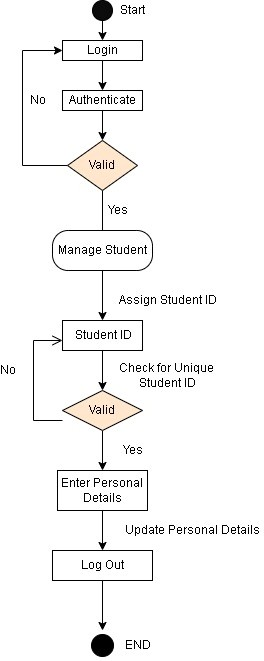 Start
Login
No
Authenticate
Valid
Yes
Manage Student
Assign Student ID
Student ID
Check for Unique
Student ID
No
Valid
Yes
Enter Personal
Details
Update Personal Details
Log Out
END